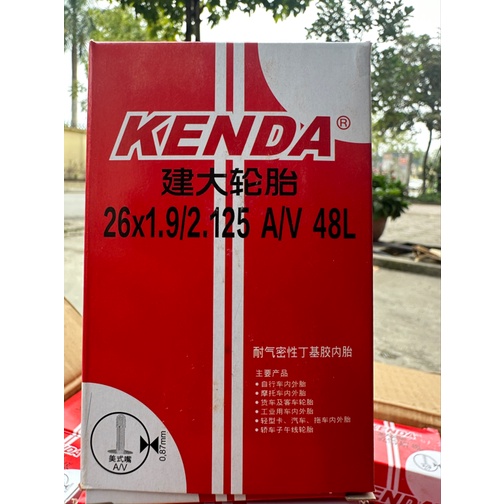 KENDA®
建大轮胎
26x1.9/2.125 A/V 48L
耐气密性丁基胶内胎
主要产品
•自行车内外胎
•摩托车内外胎
•货车及客车轮胎
•工业用车内外胎
•轻型卡、汽车、拖车内外胎
•轿车子午线轮胎
美式嘴
A/V
0.87mm